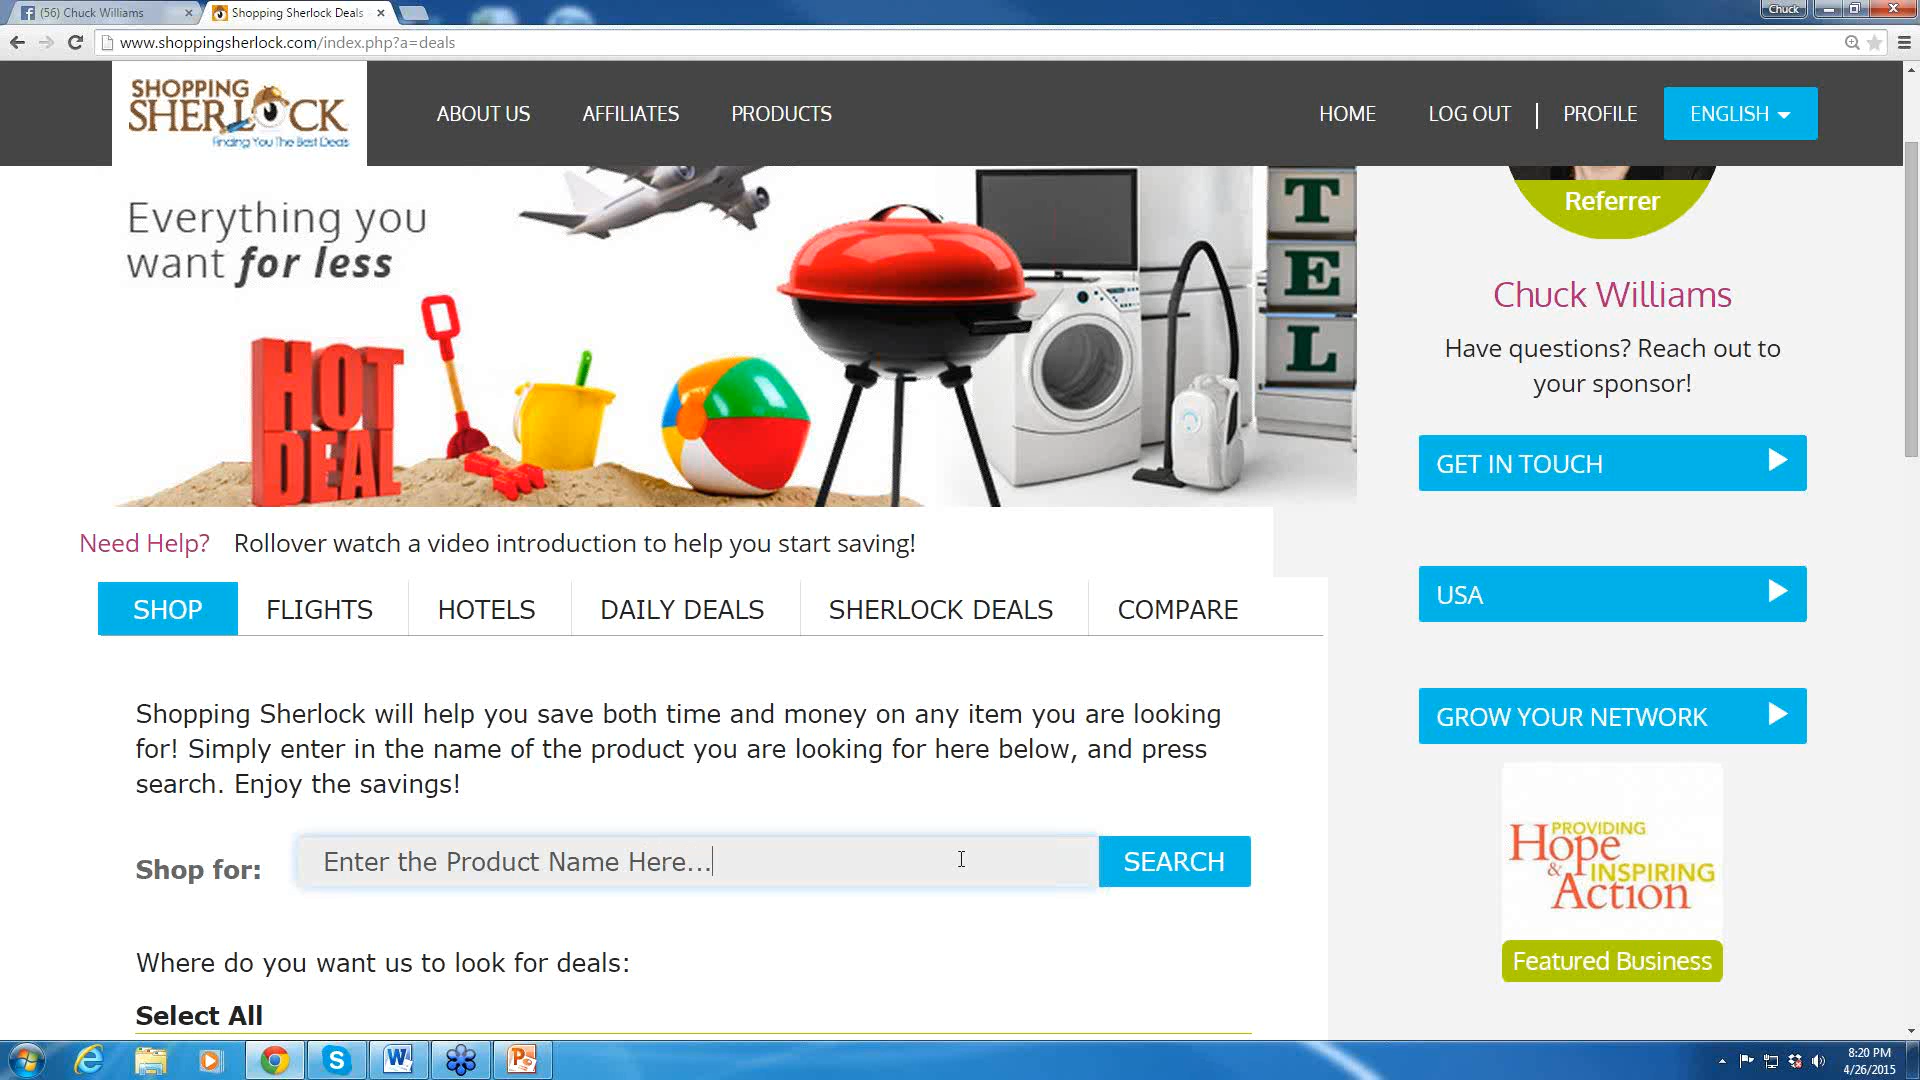 (56) Chuck Williams
Shopping Sherlock Deals
Chuck
www.shoppingsherlock.com/index.php?a=deals
SHOPPING
SHERLOCK
Finding You The Best Deals
ABOUT US
AFFILIATES
PRODUCTS
HOME
LOG OUT
PROFILE
ENGLISH
Everything you
want for less
HOT
DEAL
T
E
L
Referrer
Chuck Williams
Have questions? Reach out to
your sponsor!
GET IN TOUCH
USA
GROW YOUR NETWORK
PROVIDING
Hope
& INSPIRING
Action
Featured Business
Need Help? Rollover watch a video introduction to help you start saving!
SHOP
FLIGHTS
HOTELS
DAILY DEALS
SHERLOCK DEALS
COMPARE
Shopping Sherlock will help you save both time and money on any item you are looking
for! Simply enter in the name of the product you are looking for here below, and press
search. Enjoy the savings!
Shop for:
Enter the Product Name Here...
SEARCH
Where do you want us to look for deals:
Select All
8:20 PM
4/26/2015